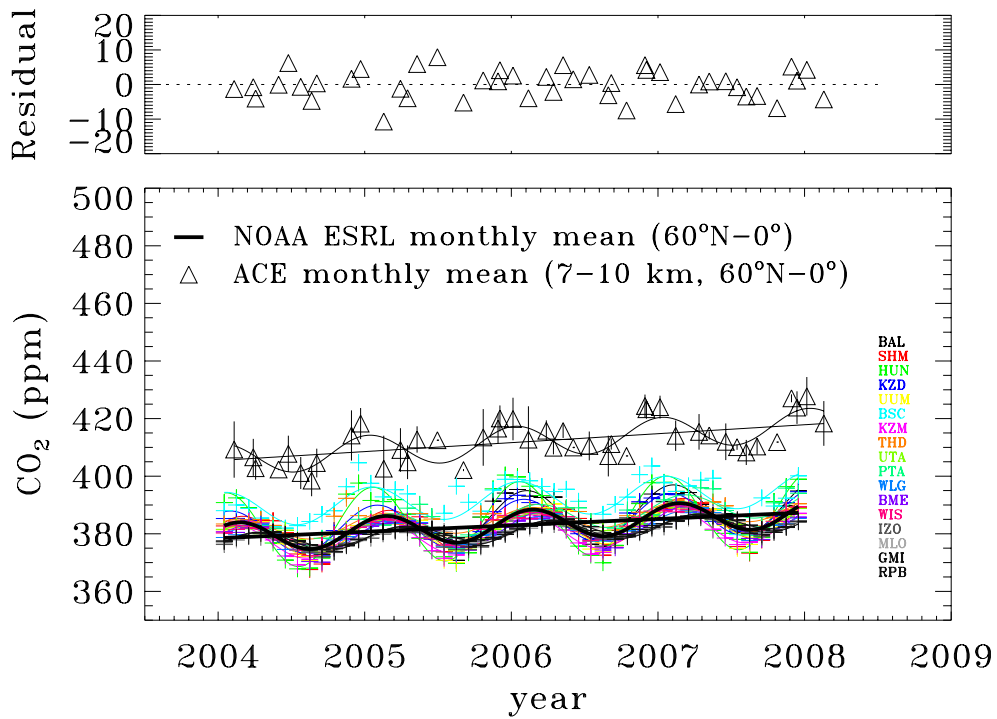 Residual
20
10
0
−10
−20
500
480
460
440
420
400
380
360
CO2 (ppm)
NOAA ESRL monthly mean (60°N−0°)
ACE monthly mean (7−10 km, 60°N−0°)
BAL
SHM
HUN
KZD
UUM
BSC
KZM
THD
UTA
PTA
WLG
BME
WIS
IZO
MLO
GMI
RPB
2004 2005 2006 2007 2008 2009
year